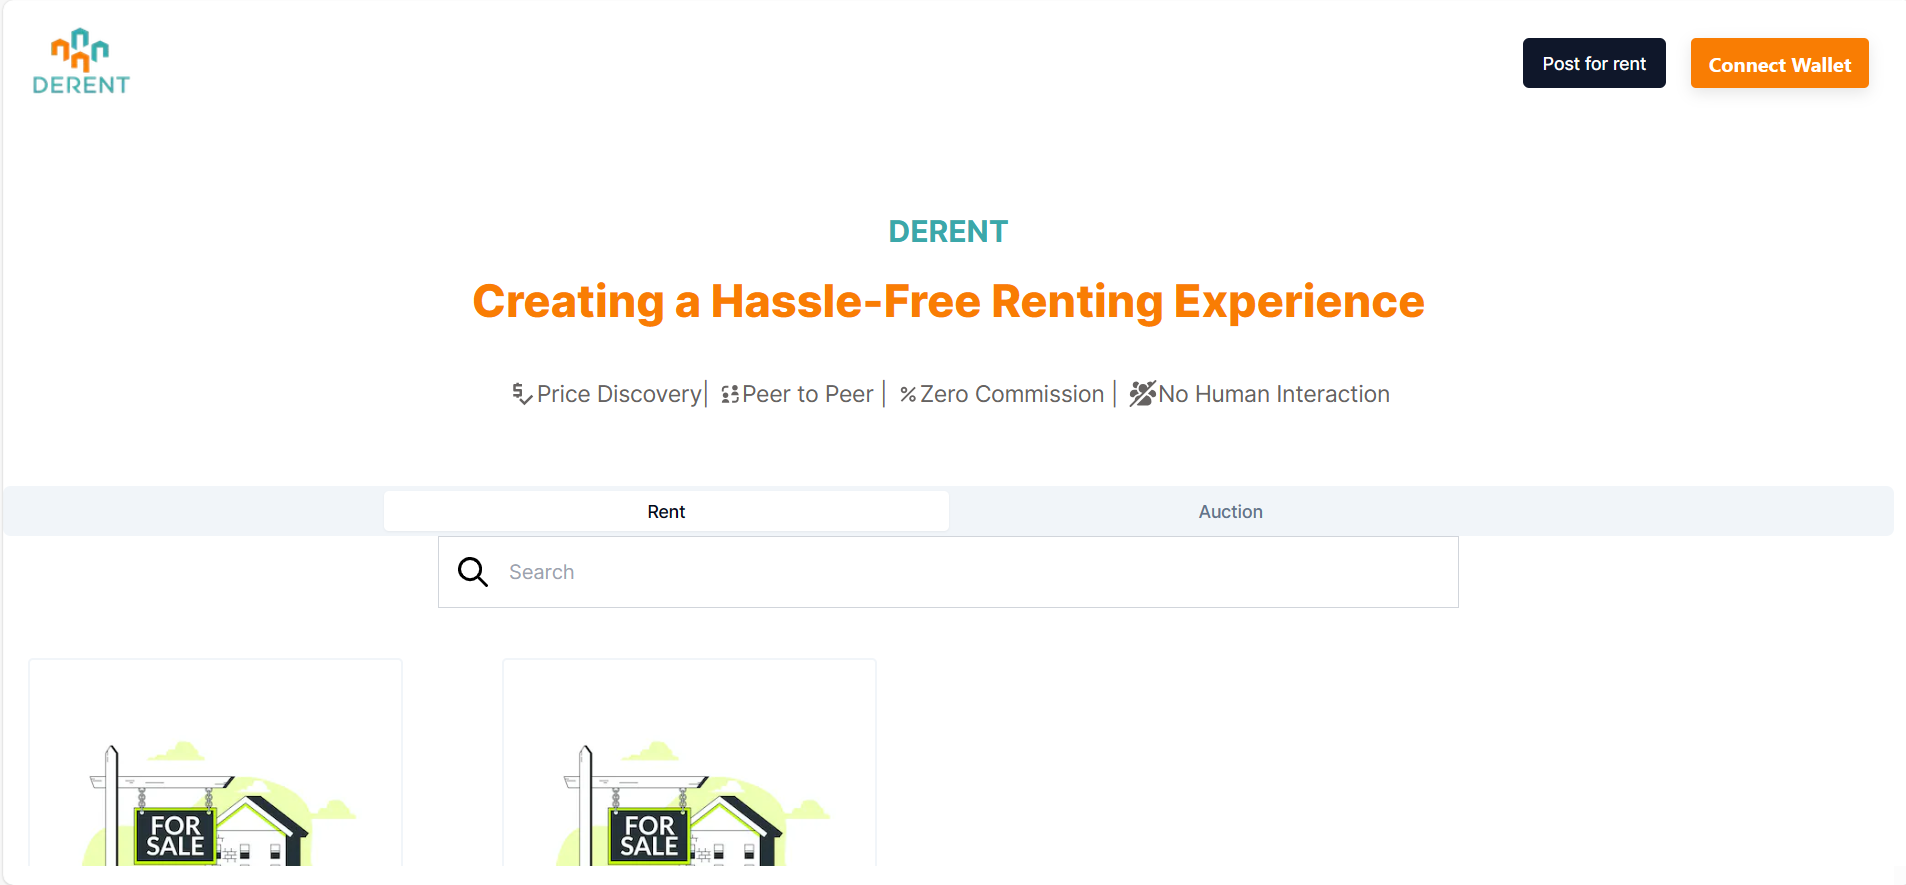 DERENT
Post for rent
Connect Wallet
DERENT
Creating a Hassle-Free Renting Experience
Price Discovery| Peer to Peer | Zero Commission | No Human Interaction
Rent
Auction
Search
FOR
SALE
FOR
SALE